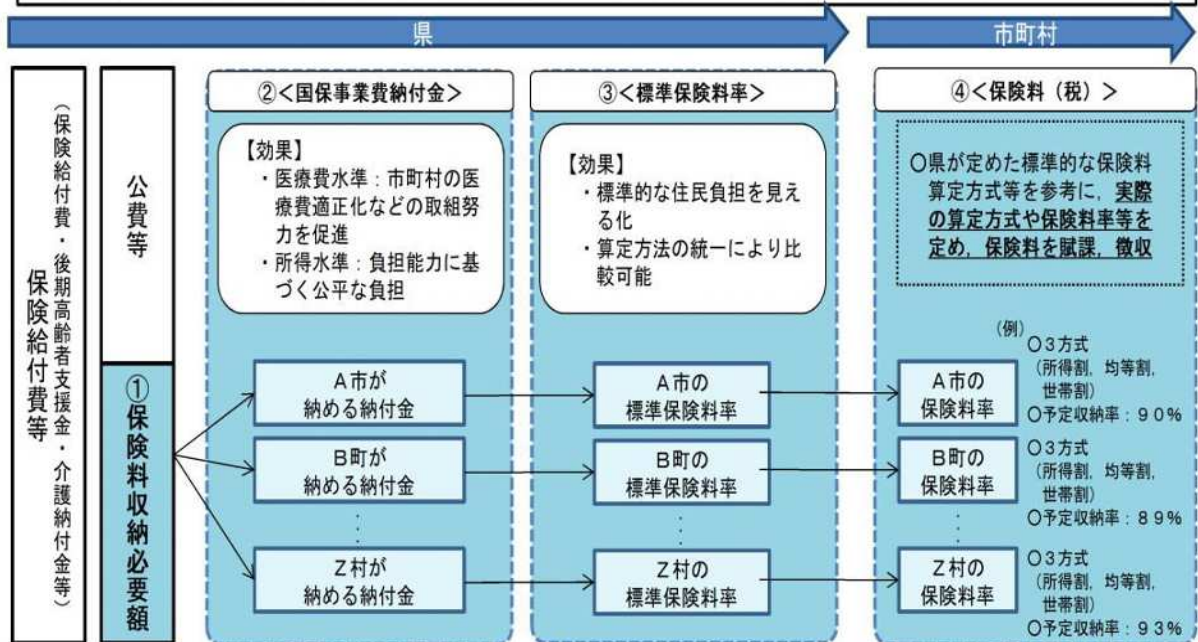 県
市町村
保険給付費等
(保険給付費・後期高齢者支援金・介護納付金等)
公費等
①保険料収納必要額
②<国保事業費納付金>
【効果】
・医療費水準：市町村の医
療費適正化などの取組努
力を促進
・所得水準：負担能力に基
づく公平な負担
A市が
納める納付金
B町が
納める納付金
⋮
Z村が
納める納付金
③<標準保険料率>
【効果】
・標準的な住民負担を見え
る化
・算定方法の統一により比
較可能
A市の
標準保険料率
B町の
標準保険料率
⋮
Z村の
標準保険料率
④<保険料（税）>
○県が定めた標準的な保険料
算定方式等を参考に，実際
の算定方式や保険料率等を
定め，保険料を賦課，徴収
(例)
A市の
保険料率
○３方式
(所得割，均等割，
世帯割)
○予定収納率：９０％
B町の
保険料率
○３方式
(所得割，均等割，
世帯割)
○予定収納率：８９％
⋮
Z村の
保険料率
○３方式
(所得割，均等割，
世帯割)
○予定収納率：９３％